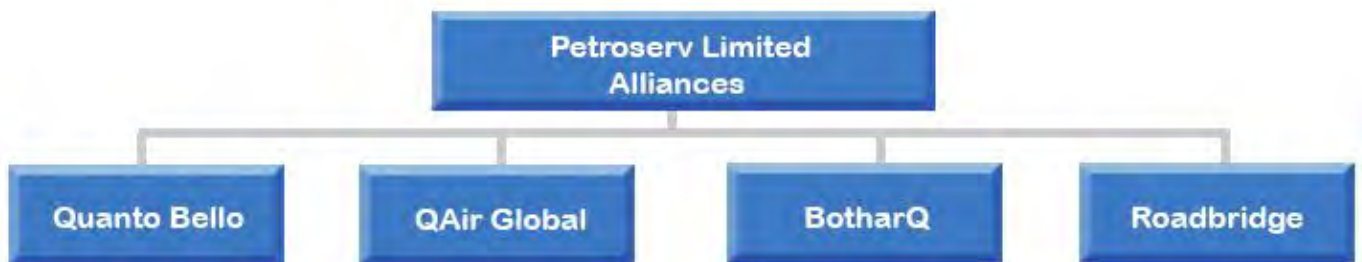 Petroserv Limited
Alliances
Quanto Bello
QAir Global
BotharQ
Roadbridge